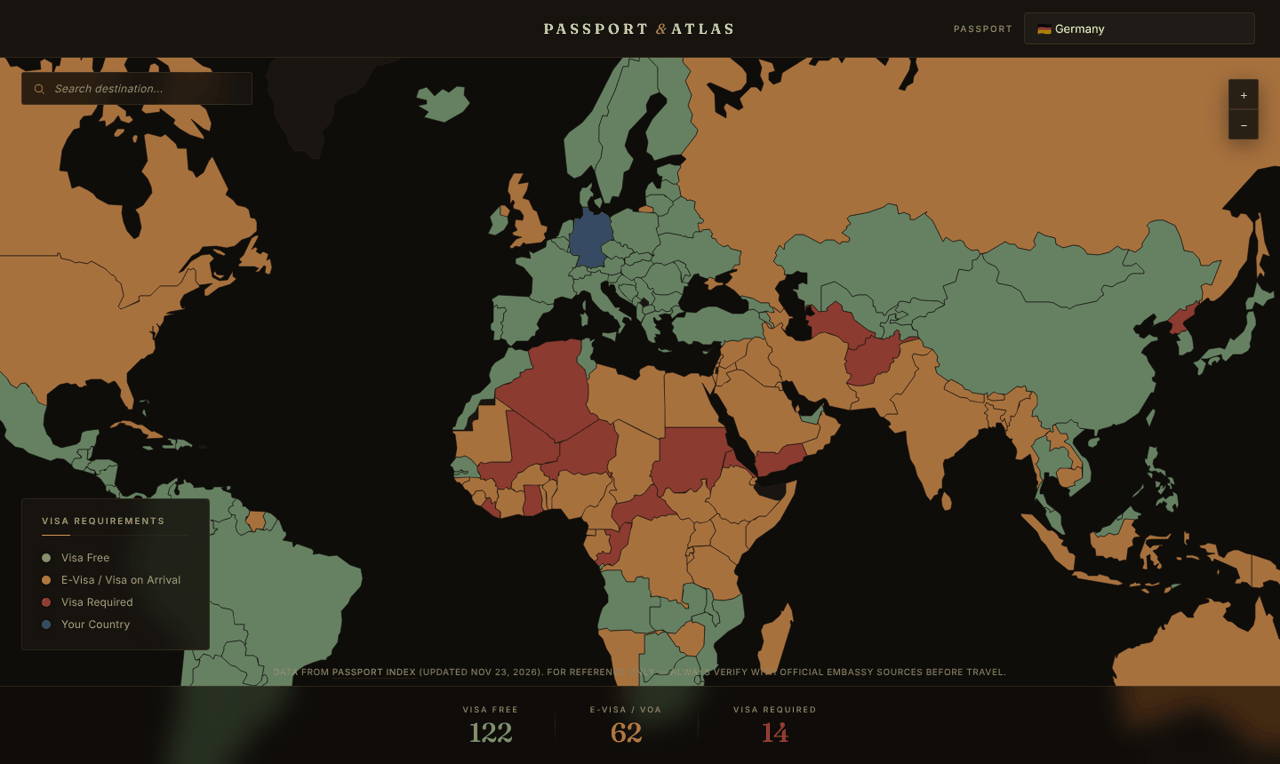 PASSPORT & ATLAS
PASSPORT
Germany
Search destination...
+
−
VISA REQUIREMENTS
Visa Free
E-Visa / Visa on Arrival
Visa Required
Your Country
DATA FROM PASSPORT INDEX (UPDATED NOV 23, 2026). FOR REFERENCE ONLY — ALWAYS VERIFY WITH OFFICIAL EMBASSY SOURCES BEFORE TRAVEL.
VISA FREE
122
E-VISA / VOA
62
VISA REQUIRED
14